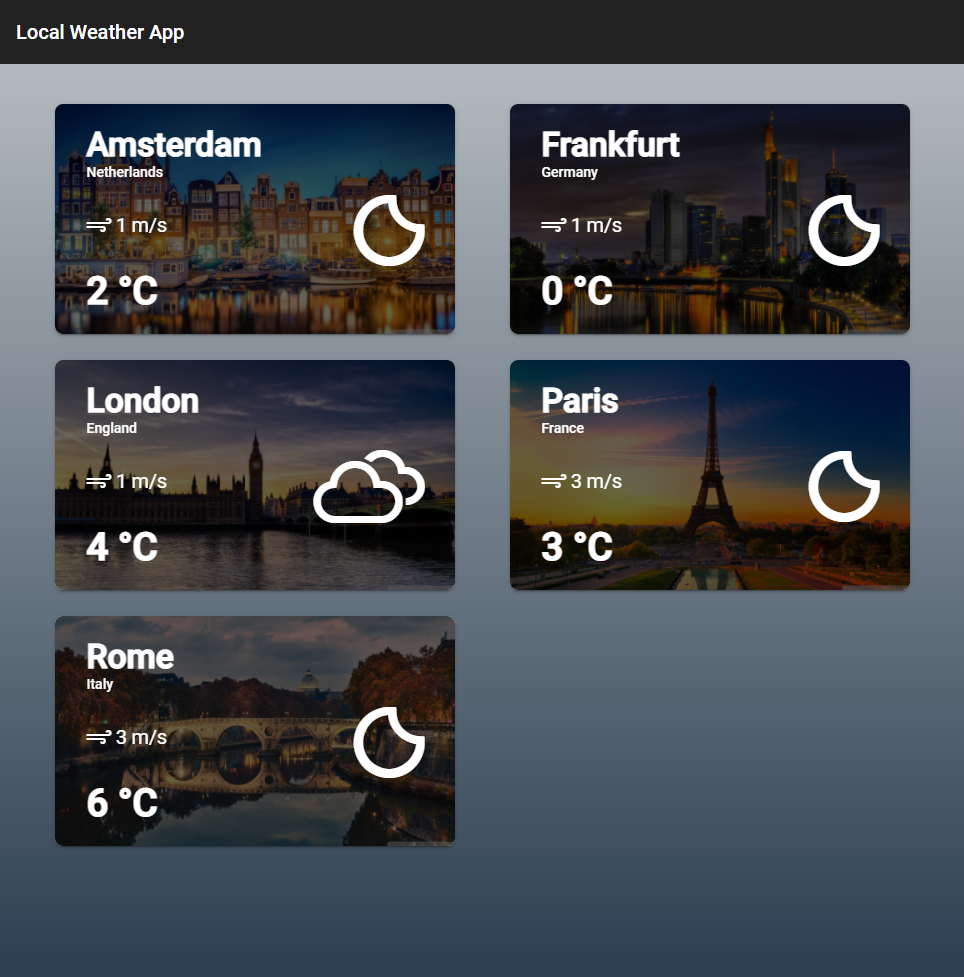 Local Weather App
Amsterdam
Netherlands
1 m/s
2 °C
Frankfurt
Germany
1 m/s
0 °C
London
England
1 m/s
4 °C
Paris
France
3 m/s
3 °C
Rome
Italy
3 m/s
6 °C